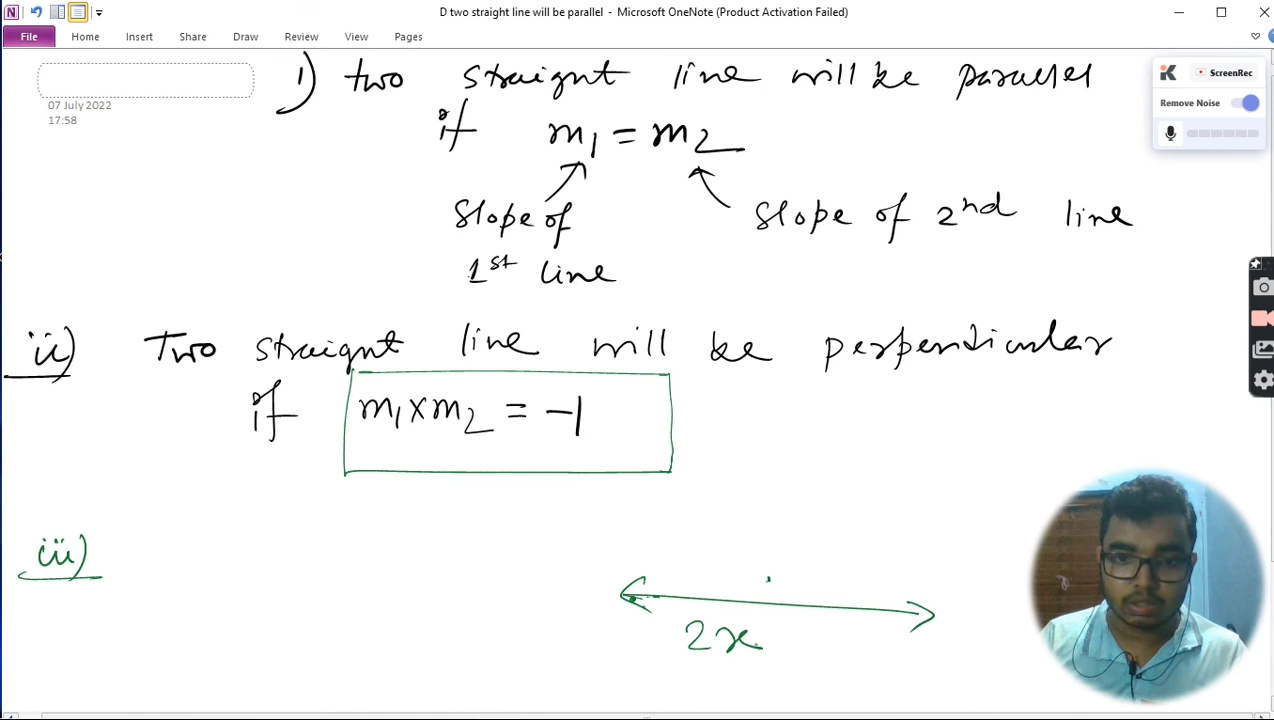 D two straight line will be parallel - Microsoft OneNote (Product Activation Failed)
File Home Insert Share Draw Review View Pages
ScreenRec
Remove Noise
07 July 2022
17:58
i) two straight line will be parallel
if m₁ = m₂
slope of slope of 2nd line
1st line
ii) Two straight line will be perpendicular
if m₁ x m₂ = -1
iii)
2x